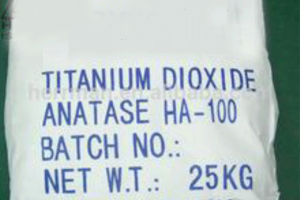 TITANIUM DIOXIDE
ANATASE HA-100
BATCH NO.:
NET W.T.: 25KG